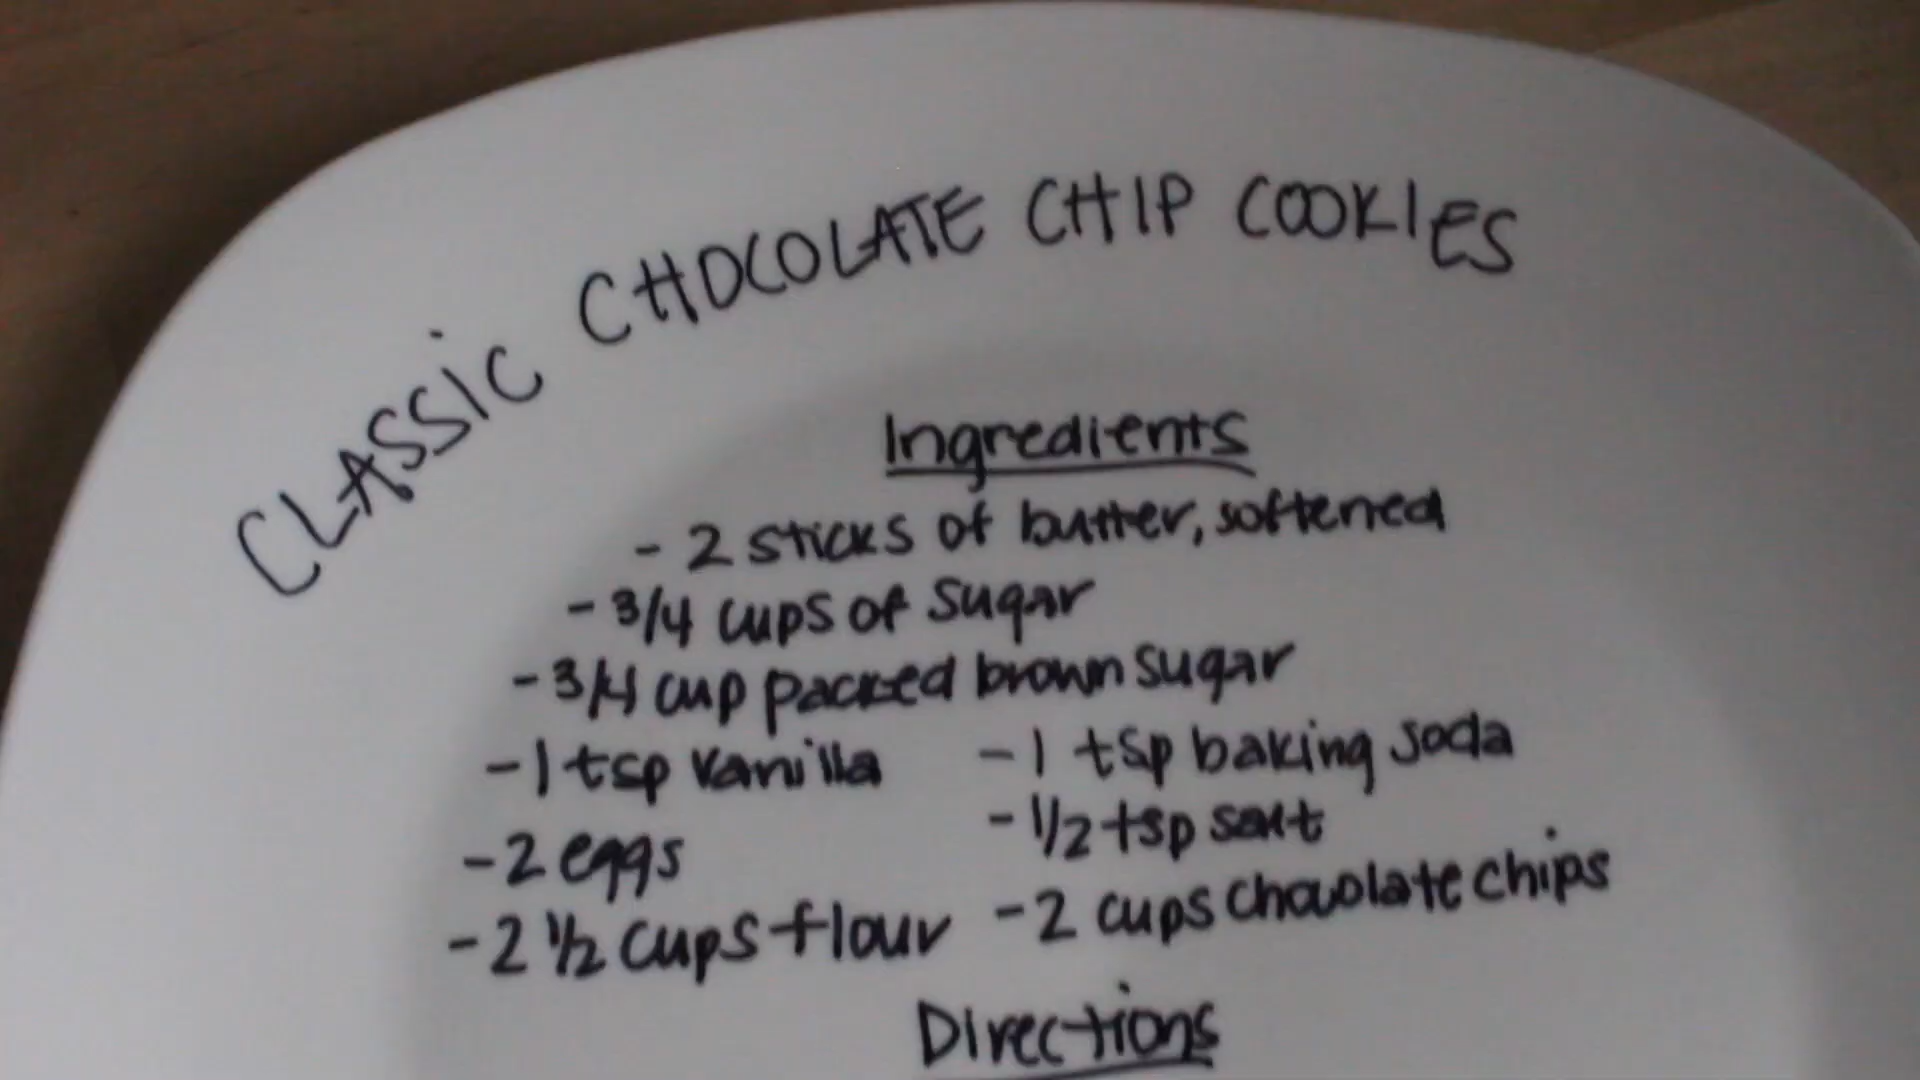 CLASSIC CHOCOLATE CHIP COOKIES
Ingredients
- 2 sticks of butter, softened
- 3/4 cups of sugar
- 3/4 cup packed brown sugar
- 1 tsp vanilla
- 2 eggs
- 2 1/2 cups flour
- 1 tsp baking soda
- 1/2 tsp salt
- 2 cups chocolate chips
Directions